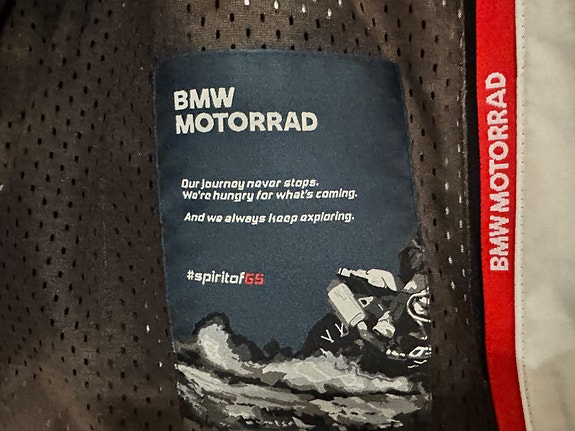 BMW
MOTORRAD
Our journey never stops.
We're hungry for what's coming.
And we always keep exploring.
#spiritofGS
BMW MOTORRAD